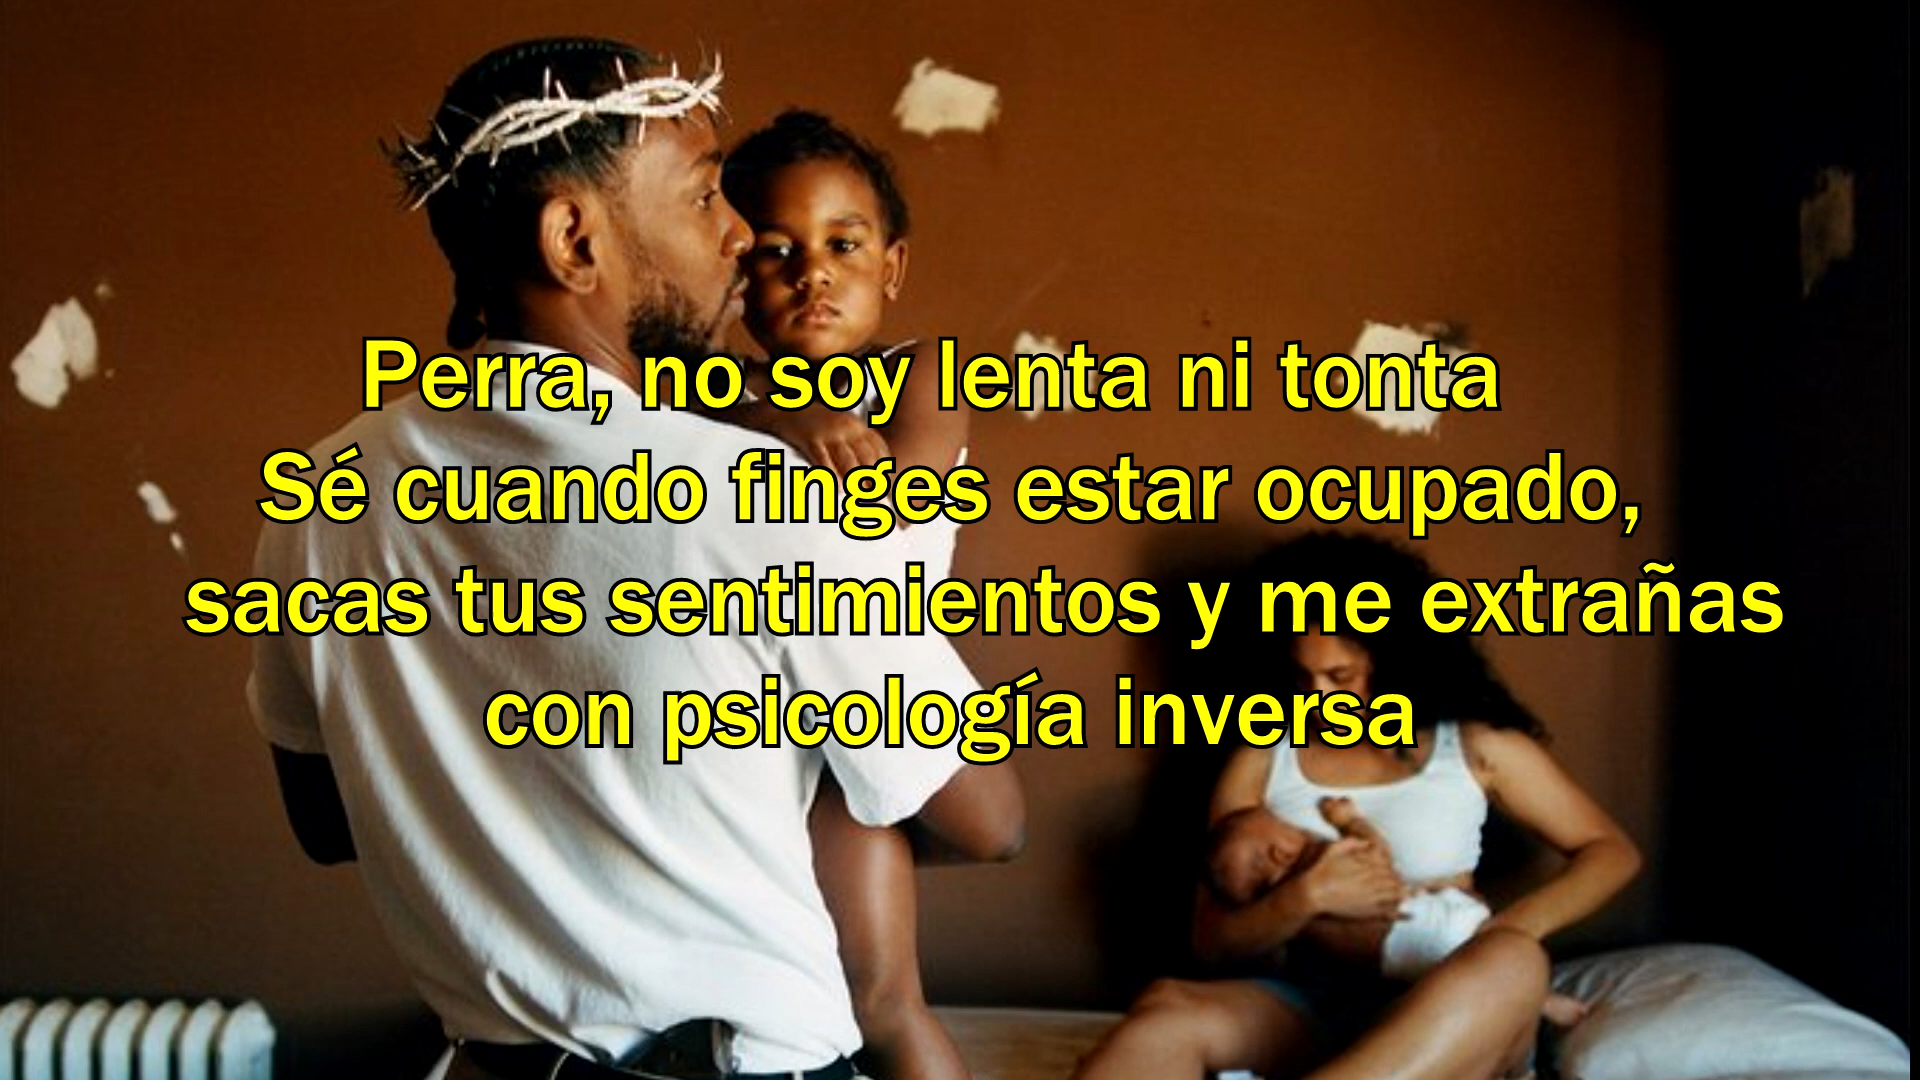 Perra, no soy lenta ni tonta
Sé cuando finges estar ocupado,
sacas tus sentimientos y me extrañas
con psicología inversa